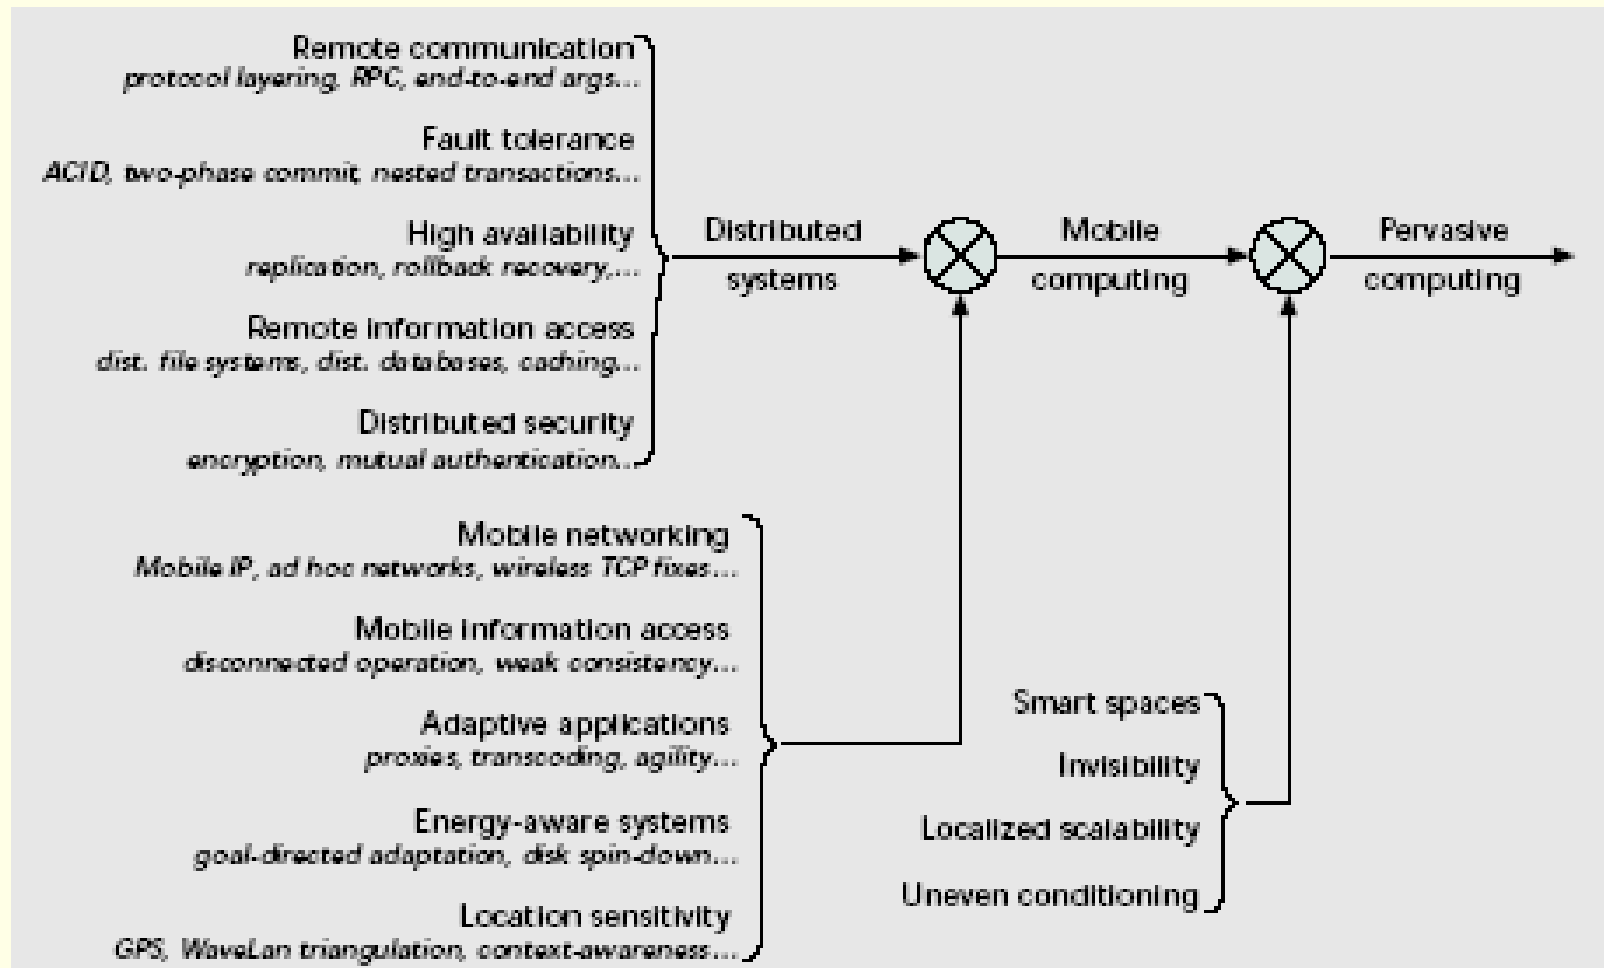 Remote communication
protocol layering, RPC, end-to-end args...
Fault tolerance
ACID, two-phase commit, nested transactions...
High availability
replication, rollback recovery,...
Remote information access
dist. file systems, dist. databases, caching...
Distributed security
encryption, mutual authentication...
Distributed
systems
Mobile
computing
Pervasive
computing
Mobile networking
Mobile IP, ad hoc networks, wireless TCP fixes...
Mobile information access
disconnected operation, weak consistency...
Adaptive applications
proxies, transcoding, agility...
Energy-aware systems
goal-directed adaptation, disk spin-down...
Location sensitivity
GPS, WaveLan triangulation, context-awareness...
Smart spaces
Invisibility
Localized scalability
Uneven conditioning